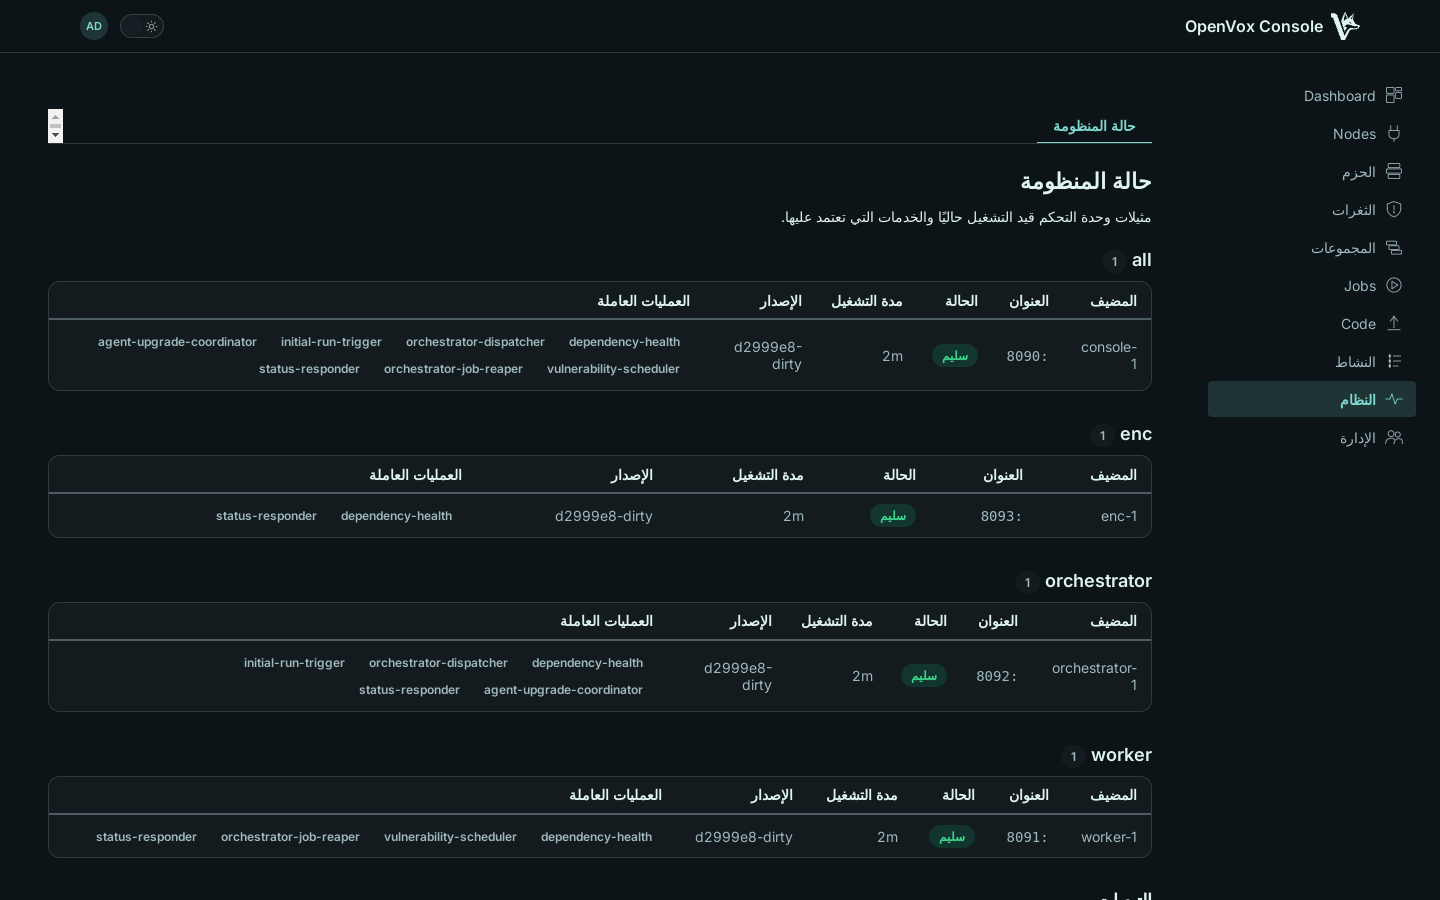 OpenVox Console
AD
Dashboard
Nodes
الحزم
الثغرات
المجموعات
Jobs
Code
النشاط
النظام
الإدارة
حالة المنظومة
حالة المنظومة
مثيلات وحدة التحكم قيد التشغيل حاليًا والخدمات التي تعتمد عليها.
all 1
المضيف العنوان الحالة مدة التشغيل الإصدار العمليات العاملة
console-1 :8090 سليم 2m d2999e8-dirty dependency-health orchestrator-dispatcher initial-run-trigger agent-upgrade-coordinator
vulnerability-scheduler orchestrator-job-reaper status-responder
enc 1
المضيف العنوان الحالة مدة التشغيل الإصدار العمليات العاملة
enc-1 :8093 سليم 2m d2999e8-dirty dependency-health status-responder
orchestrator 1
المضيف العنوان الحالة مدة التشغيل الإصدار العمليات العاملة
orchestrator-1 :8092 سليم 2m d2999e8-dirty dependency-health orchestrator-dispatcher initial-run-trigger
agent-upgrade-coordinator status-responder
worker 1
المضيف العنوان الحالة مدة التشغيل الإصدار العمليات العاملة
worker-1 :8091 سليم 2m d2999e8-dirty dependency-health vulnerability-scheduler orchestrator-job-reaper status-responder